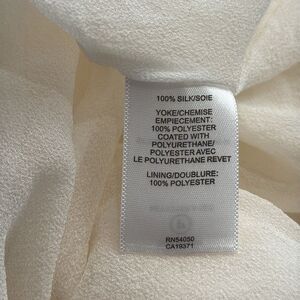 100% SILK/SOIE
YOKE/CHEMISE
EMPIECEMENT:
100% POLYESTER
COATED WITH
POLYURETHANE/
POLYESTER AVEC
LE POLYURETHANE REVET
LINING/DOUBLURE:
100% POLYESTER
RN54050
CA19371